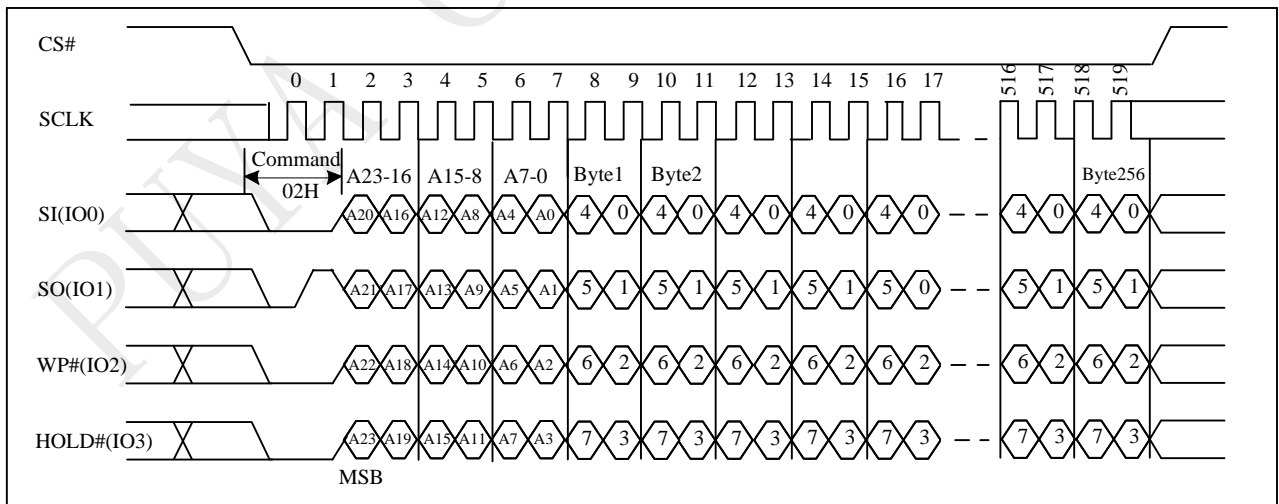 PUYA
CS#
0 1 2 3 4 5 6 7 8 9 10 11 12 13 14 15 16 17 516 517 518 519
SCLK
Command
02H
A23-16 A15-8 A7-0 Byte1 Byte2 Byte256
SI(IO0) A20 A16 A12 A8 A4 A0 4 0 4 0 4 0 4 0 4 0 4 0 4 0
SO(IO1) A21 A17 A13 A9 A5 A1 5 1 5 1 5 1 5 1 5 0 5 1 5 1
WP#(IO2) A22 A18 A14 A10 A6 A2 6 2 6 2 6 2 6 2 6 2 6 2 6 2
HOLD#(IO3) A23 A19 A15 A11 A7 A3 7 3 7 3 7 3 7 3 7 3 7 3 7 3
MSB